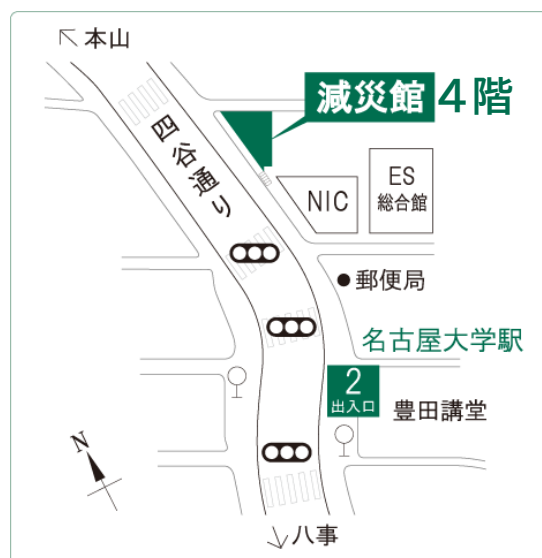 本山
減災館 4階
四谷通り
NIC
ES
総合館
郵便局
名古屋大学駅
2
出入口
豊田講堂
N
八事